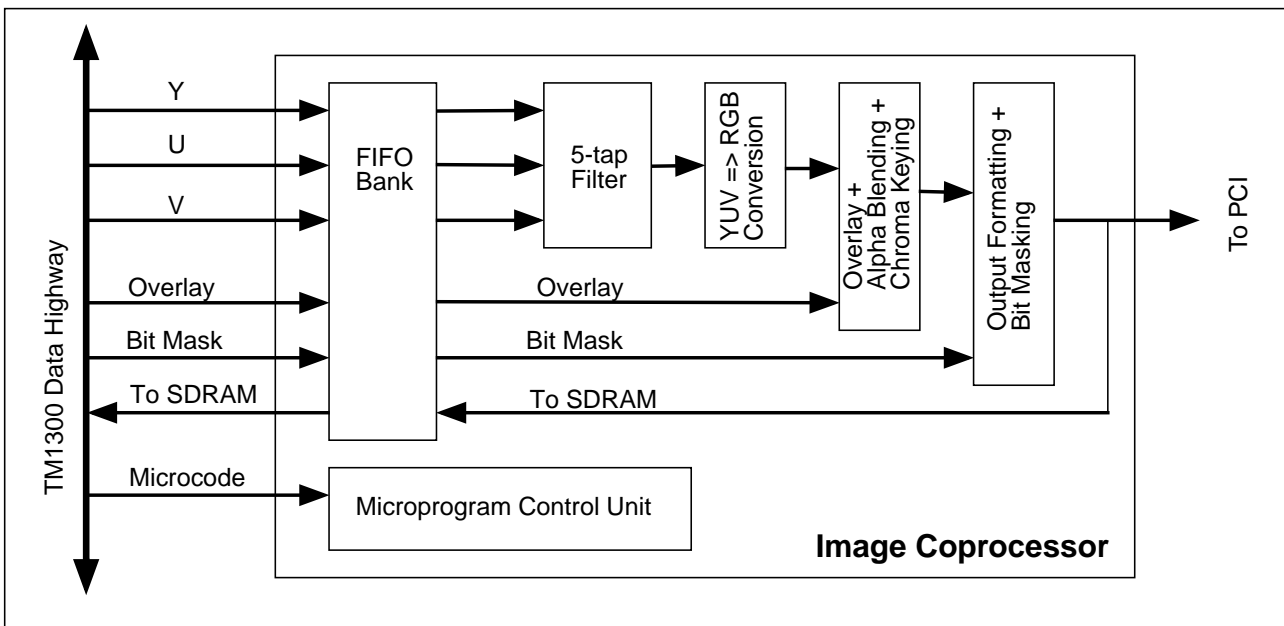 TM1300 Data Highway
Y
U
V
Overlay
Bit Mask
To SDRAM
Microcode
FIFO
Bank
5-tap
Filter
YUV => RGB
Conversion
Overlay +
Alpha Blending +
Chroma Keying
Output Formatting +
Bit Masking
To PCI
Overlay
Bit Mask
To SDRAM
Microprogram Control Unit
Image Coprocessor